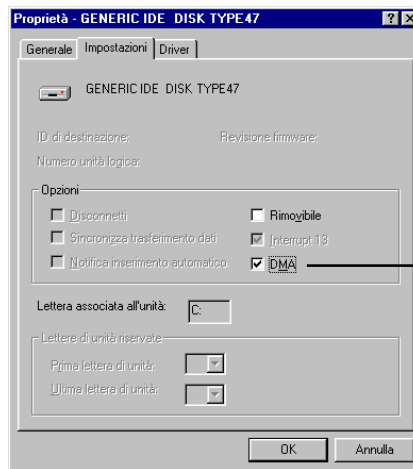 Proprietà - GENERIC IDE DISK TYPE47
Generale Impostazioni Driver
GENERIC IDE DISK TYPE47
ID di destinazione: Revisione firmware:
Numero unità logica:
Opzioni
Disconnetti Rimovibile
Sincronizza trasferimento dati Interrupt 13
Notifica inserimento automatico DMA
Lettera associata all'unità: C:
Lettere di unità riservate
Prima lettera di unità:
Ultima lettera di unità:
OK Annulla